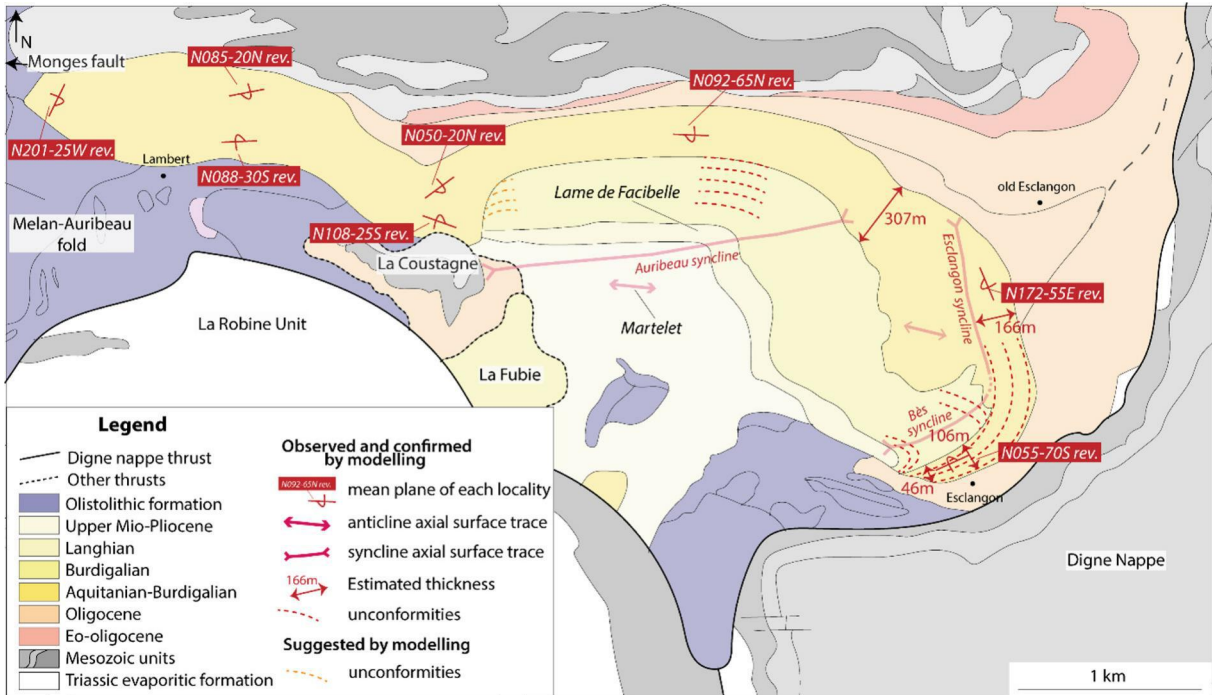 N
Monges fault
N085-20N rev.
N092-65N rev.
N201-25W rev.
Lambert
N088-30S rev.
N050-20N rev.
Lame de Facibelle
old Esclangon
307m
Melan-Auribeau
fold
N108-25S rev.
La Coustagne
Auribeau syncline
Esclangon syncline
N172-55E rev.
166m
La Robine Unit
Martelet
La Fubie
Bès
syncline
106m
N055-70S rev.
46m
Esclangon
Digne Nappe
Legend
Digne nappe thrust
Other thrusts
Olistolithic formation
Upper Mio-Pliocene
Langhian
Burdigalian
Aquitanian-Burdigalian
Oligocene
Eo-oligocene
Mesozoic units
Triassic evaporitic formation
Observed and confirmed
by modelling
N092-65N rev.
mean plane of each locality
anticline axial surface trace
syncline axial surface trace
166m
Estimated thickness
unconformities
Suggested by modelling
unconformities
1 km